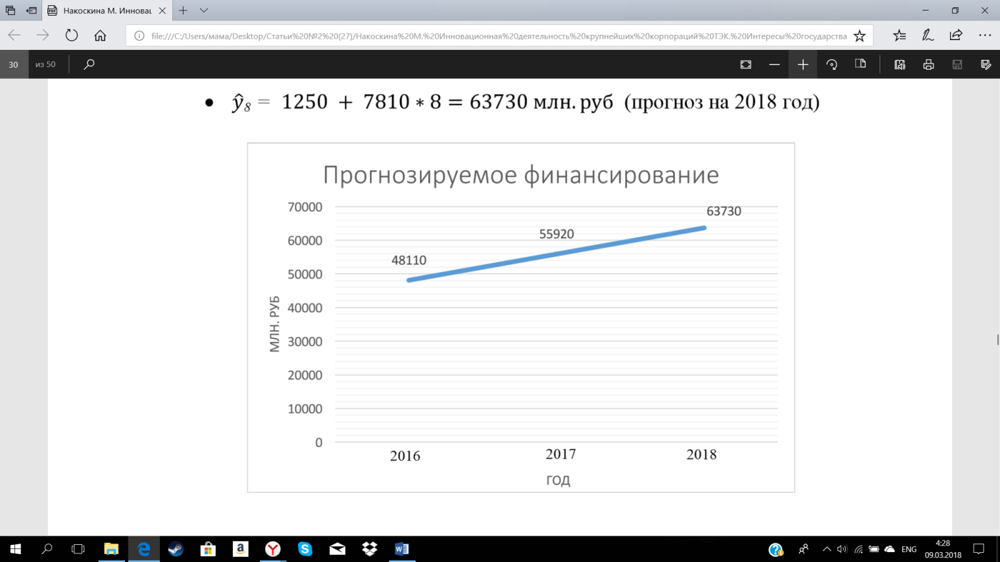 Накоскина М. Инновац
file:///C:/Users/мама/Desktop/Статьи%20№2%20(27)/Накоскина%20М.%20Инновационная%20деятельность%20крупнейших%20корпораций%20ТЭК.%20Интересы%20государства
30 из 50
• ŷ8 = 1250 + 7810 * 8 = 63730 млн. руб (прогноз на 2018 год)
Прогнозируемое финансирование
70000
60000
50000
40000
30000
20000
10000
0
МЛН. РУБ
48110
55920
63730
2016 2017 2018
ГОД
ENG
4:28
09.03.2018